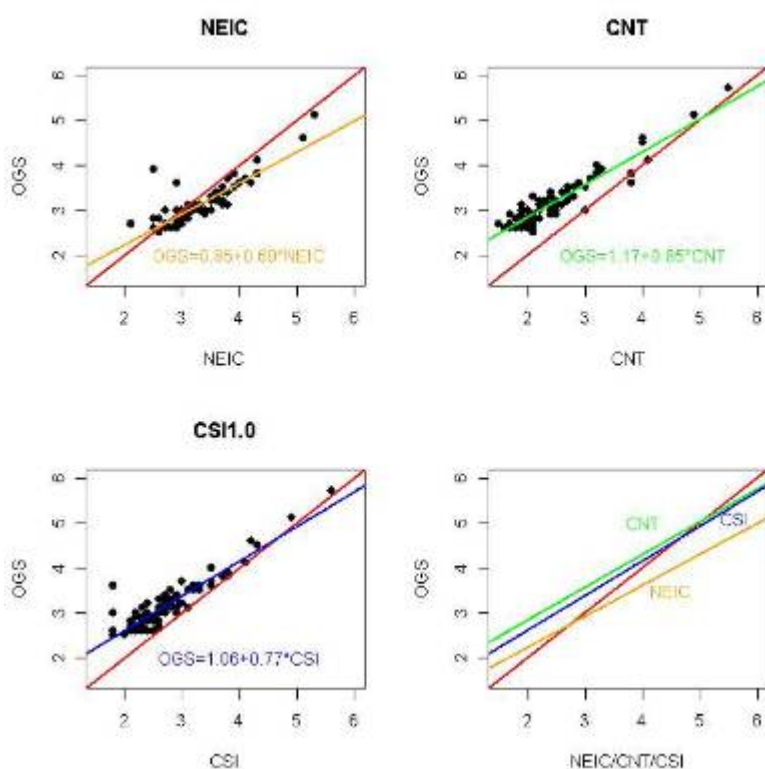 NEIC
OGS
6
5
4
3
2
OGS=0.85+0.69*NEIC
2 3 4 5 6
NEIC
CNT
OGS
6
5
4
3
2
OGS=1.17+0.85*CNT
2 3 4 5 6
CNT
CSI1.0
OGS
6
5
4
3
2
OGS=1.06+0.77*CSI
2 3 4 5 6
CSI
OGS
6
5
4
3
2
CNT
CSI
NEIC
2 3 4 5 6
NEIC/CNT/CSI